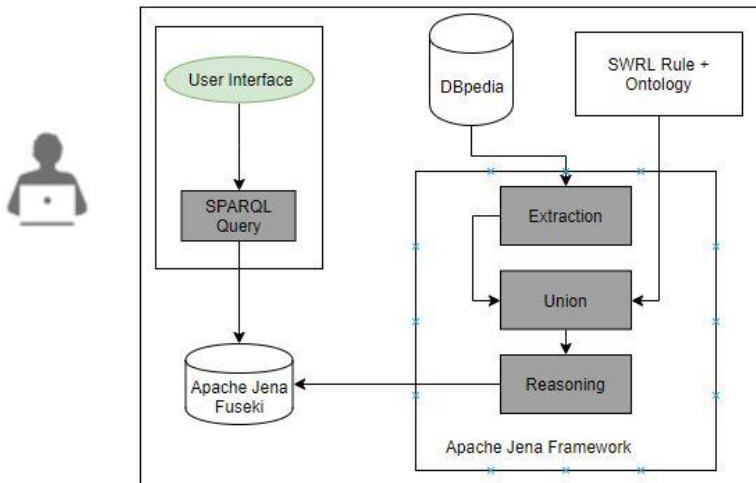 User Interface
SPARQL
Query
Apache Jena
Fuseki
DBpedia
SWRL Rule +
Ontology
Extraction
Union
Reasoning
Apache Jena Framework